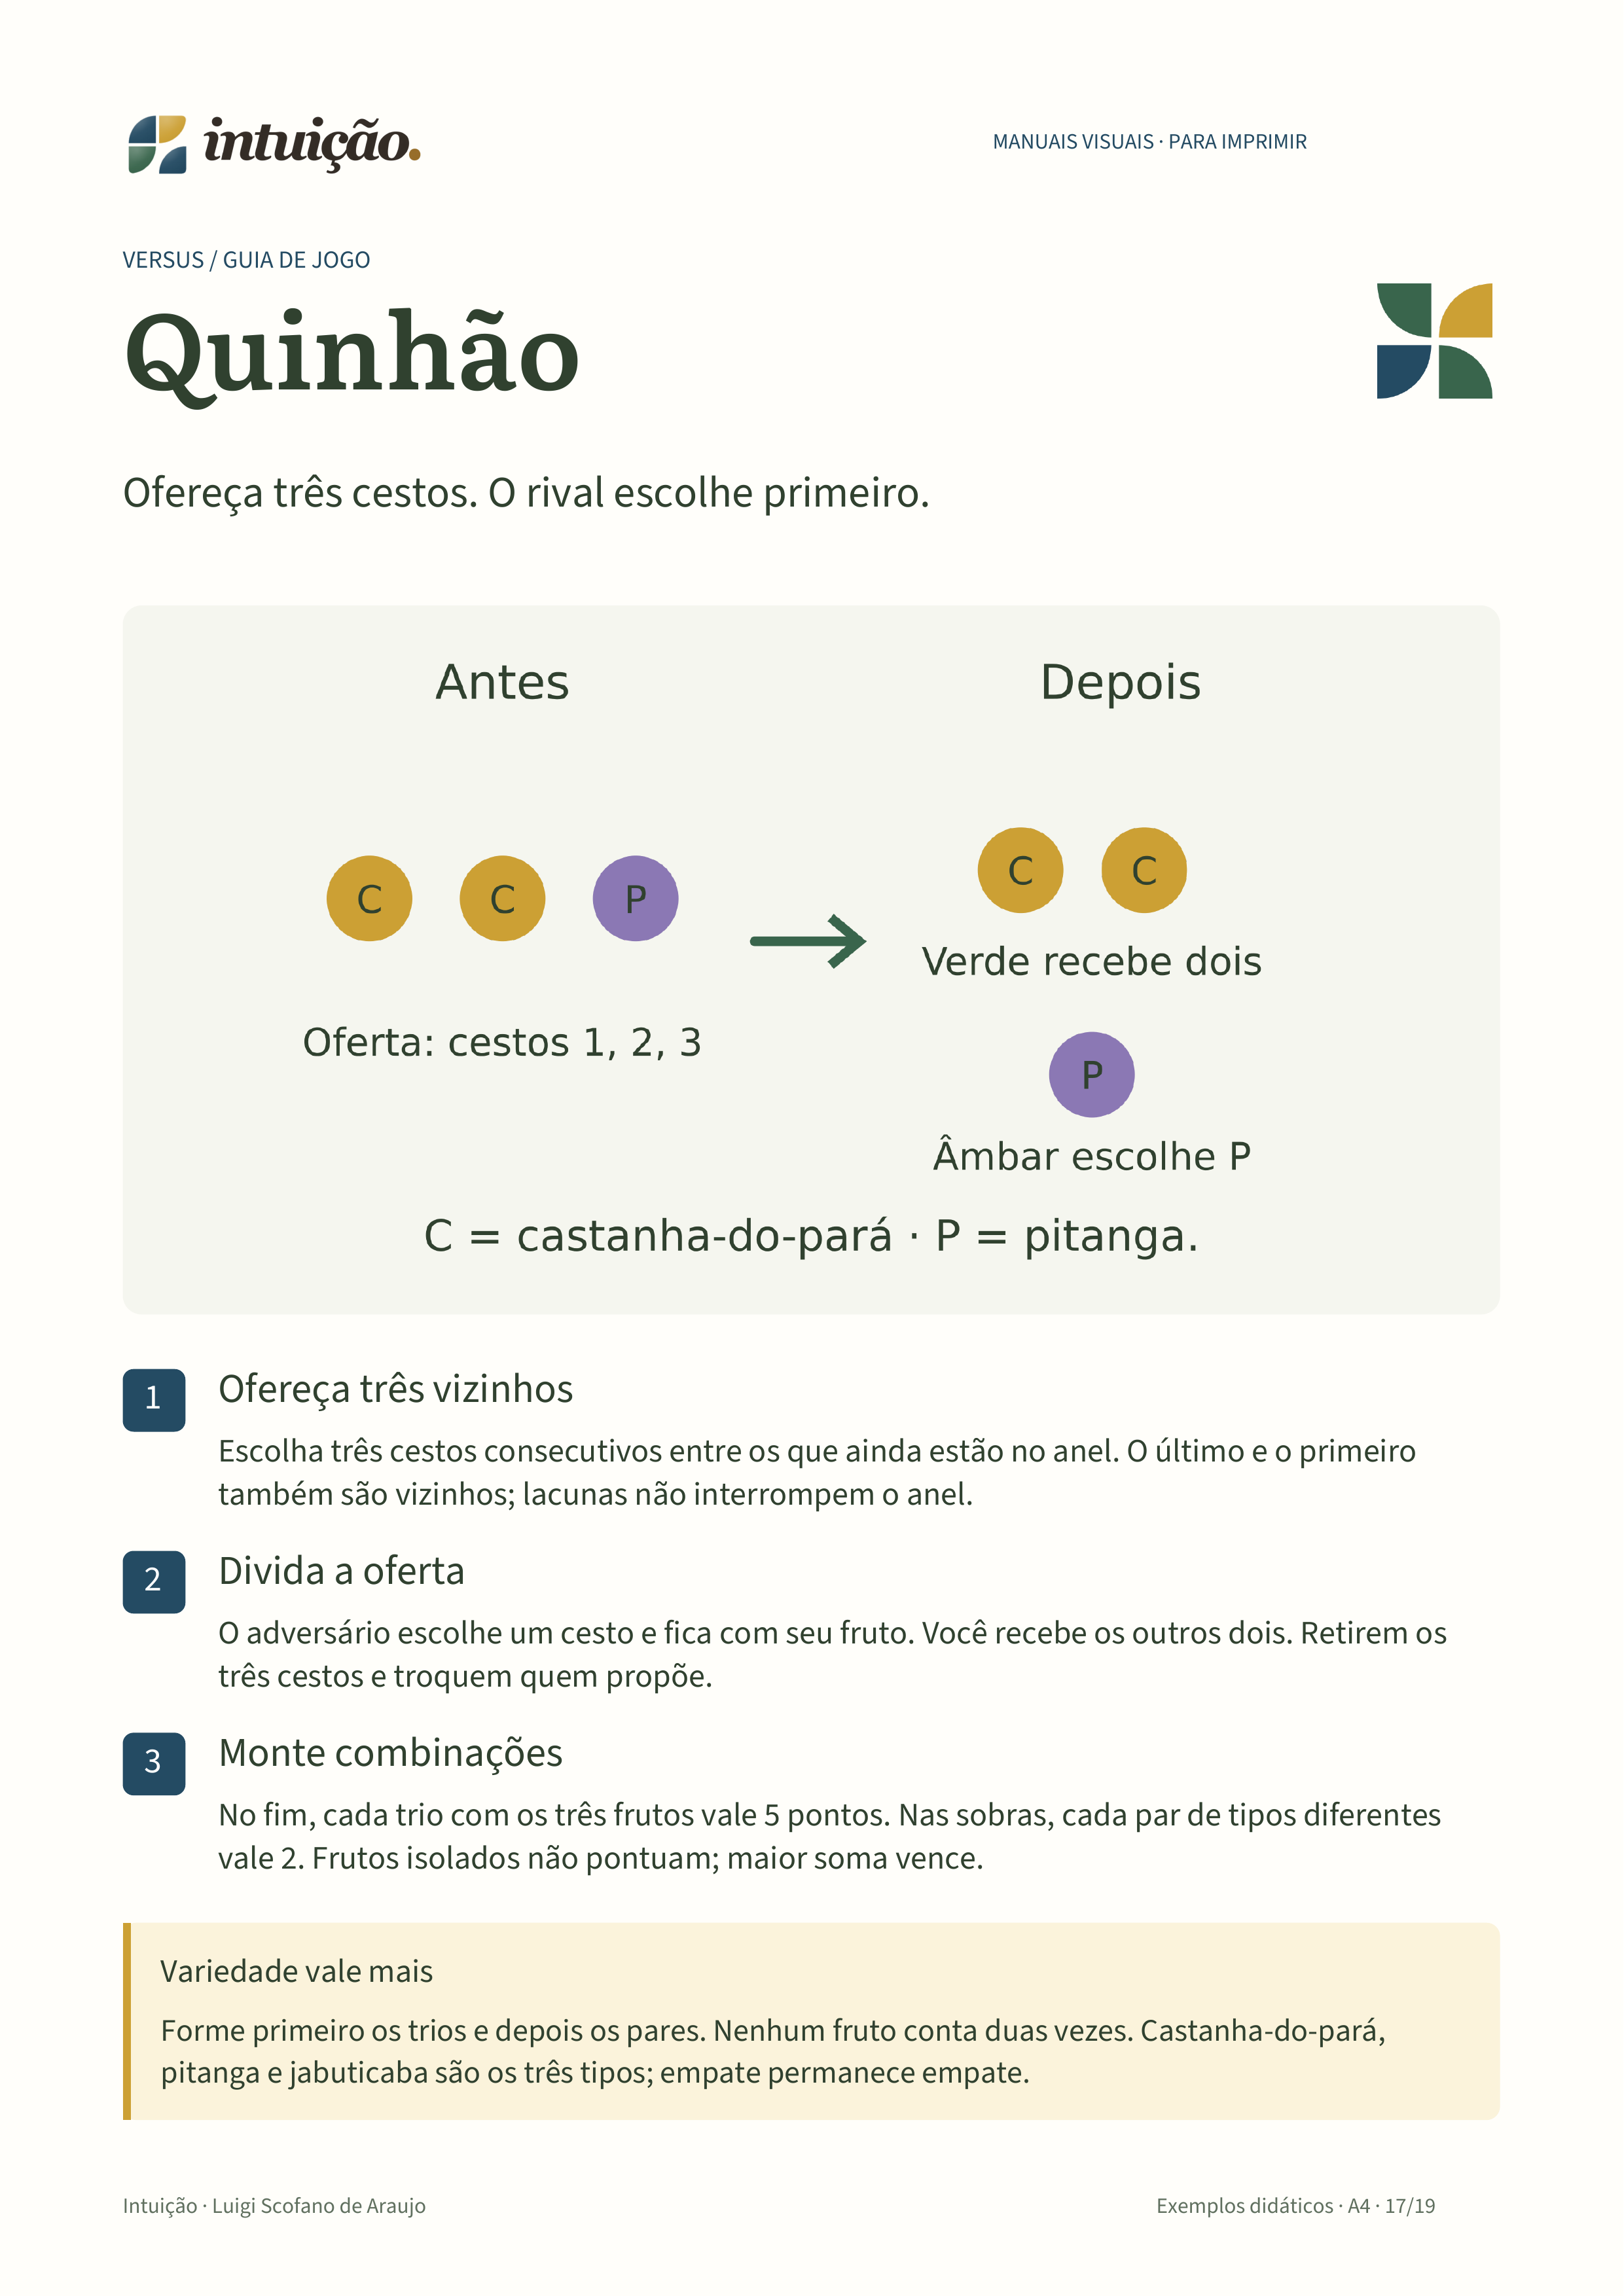 intuição.
MANUAIS VISUAIS · PARA IMPRIMIR
VERSUS / GUIA DE JOGO
Quinhão
Ofereça três cestos. O rival escolhe primeiro.
Antes
Depois
C C P
Oferta: cestos 1, 2, 3
C C
Verde recebe dois
P
Âmbar escolhe P
C = castanha-do-pará · P = pitanga.
1 Ofereça três vizinhos
Escolha três cestos consecutivos entre os que ainda estão no anel. O último e o primeiro
também são vizinhos; lacunas não interrompem o anel.
2 Divida a oferta
O adversário escolhe um cesto e fica com seu fruto. Você recebe os outros dois. Retirem os
três cestos e troquem quem propõe.
3 Monte combinações
No fim, cada trio com os três frutos vale 5 pontos. Nas sobras, cada par de tipos diferentes
vale 2. Frutos isolados não pontuam; maior soma vence.
Variedade vale mais
Forme primeiro os trios e depois os pares. Nenhum fruto conta duas vezes. Castanha-do-pará,
pitanga e jabuticaba são os três tipos; empate permanece empate.
Intuição · Luigi Scofano de Araujo
Exemplos didáticos · A4 · 17/19